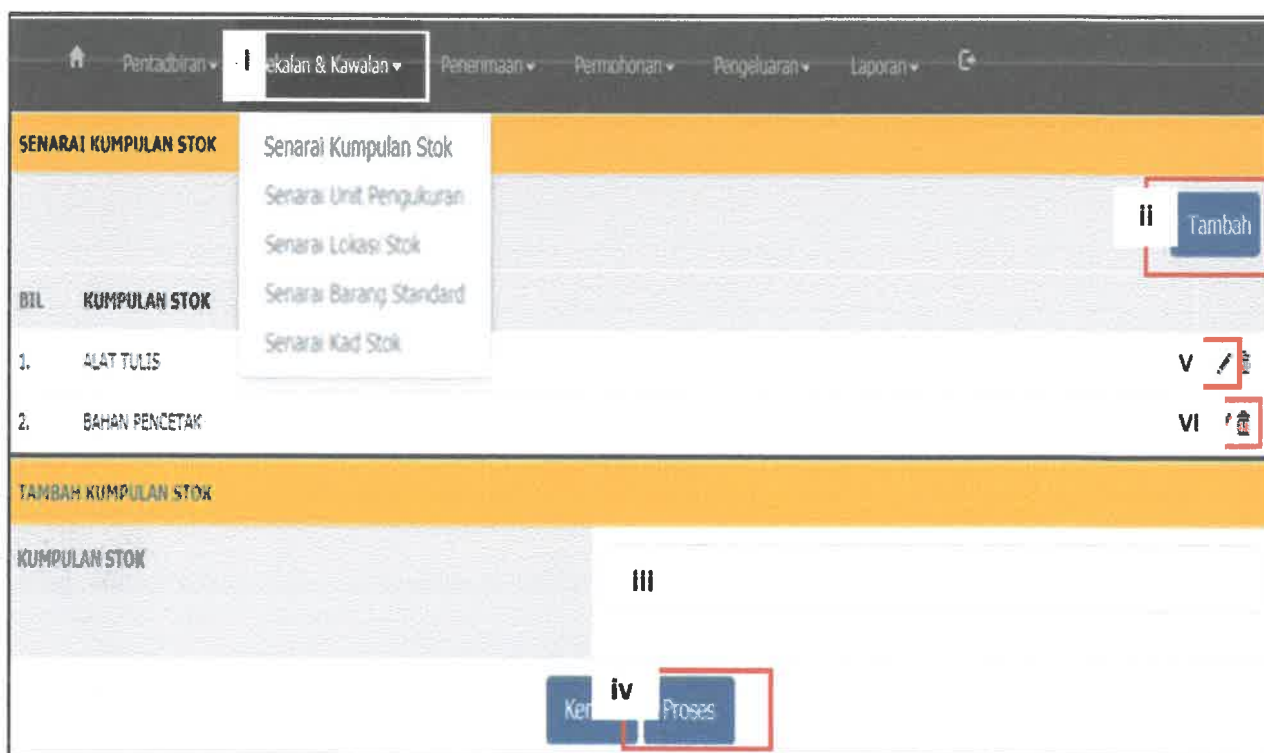 Pentadbiran
i ekalan & Kawalan
Penerimaan
Permohonan
Pengeluaran
Laporan
SENARAI KUMPULAN STOK
Senarai Kumpulan Stok
Senarai Unit Pengukuran
Senarai Lokasi Stok
Senarai Barang Standard
Senarai Kad Stok
ii Tambah
BIL KUMPULAN STOK
1. ALAT TULIS v
2. BAHAN PENCETAK vi
TAMBAH KUMPULAN STOK
KUMPULAN STOK
iii
Ke iv Proses